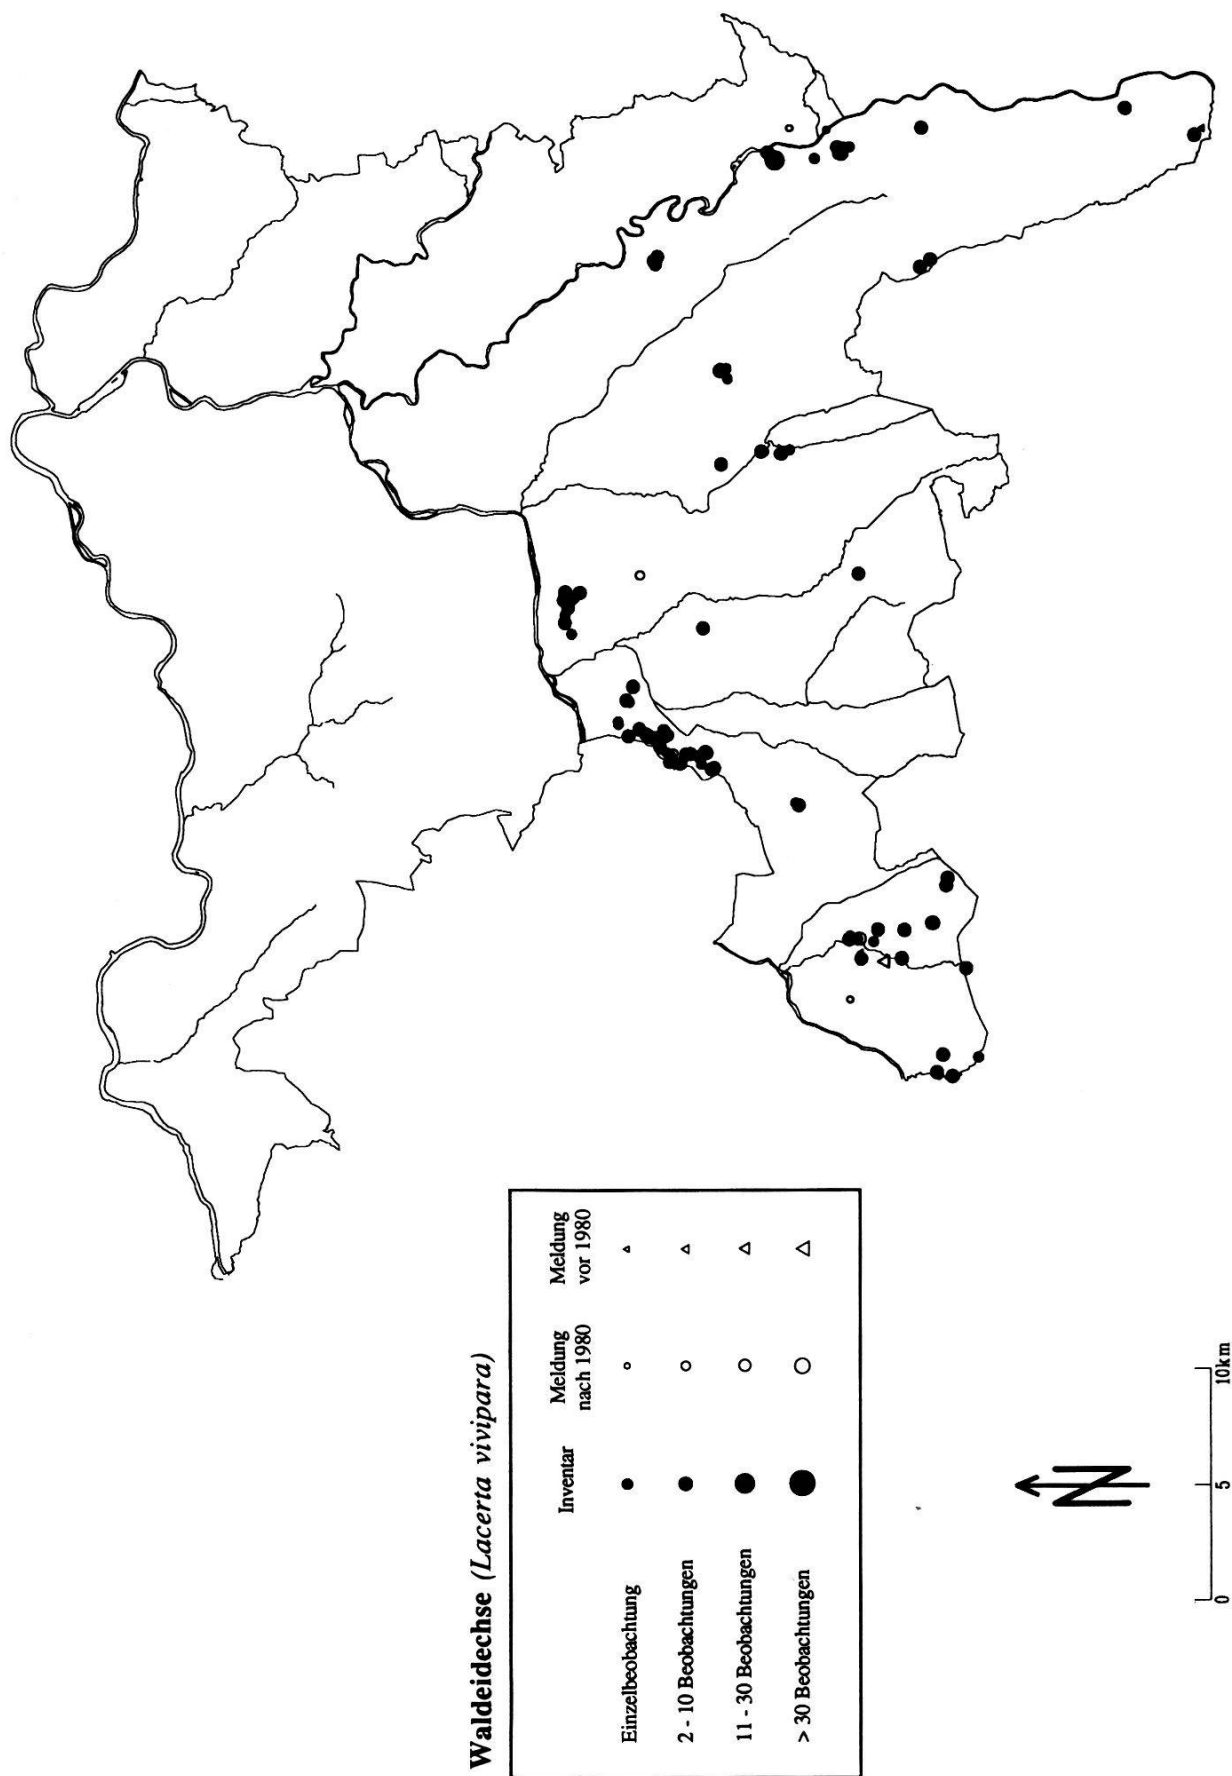 Waldeidechse (Lacerta vivipara)
Inventar
Meldung
nach 1980
Meldung
vor 1980
Einzelbeobachtung
2 - 10 Beobachtungen
11 - 30 Beobachtungen
> 30 Beobachtungen
N
0 5 10km